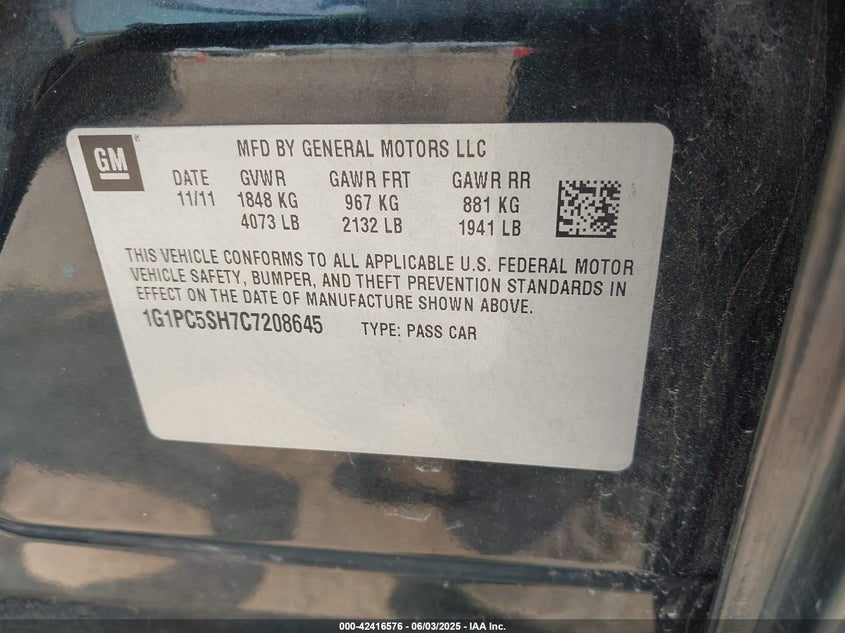 GM
MFD BY GENERAL MOTORS LLC
DATE GVWR GAWR FRT GAWR RR
11/11 1848 KG 967 KG 881 KG
4073 LB 2132 LB 1941 LB
THIS VEHICLE CONFORMS TO ALL APPLICABLE U.S. FEDERAL MOTOR
VEHICLE SAFETY, BUMPER, AND THEFT PREVENTION STANDARDS IN
EFFECT ON THE DATE OF MANUFACTURE SHOWN ABOVE.
1G1PC5SH7C7208645 TYPE: PASS CAR
000-42416576 - 06/03/2025 - IAA Inc.